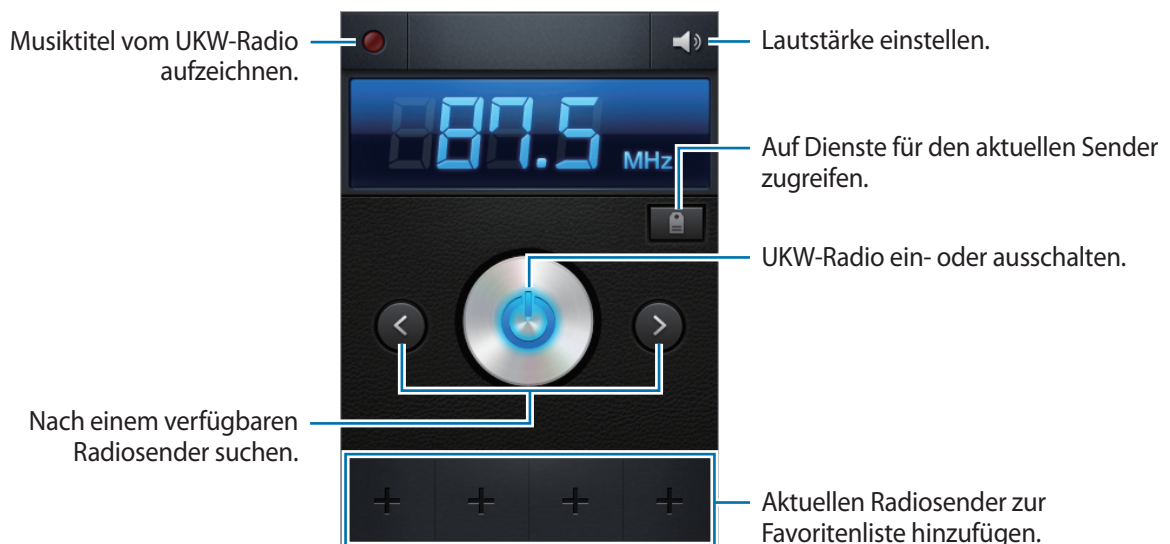 Musiktitel vom UKW-Radio
aufzeichnen.
Lautstärke einstellen.
87.5
MHz
Auf Dienste für den aktuellen Sender
zugreifen.
UKW-Radio ein- oder ausschalten.
Nach einem verfügbaren
Radiosender suchen.
Aktuellen Radiosender zur
Favoritenliste hinzufügen.